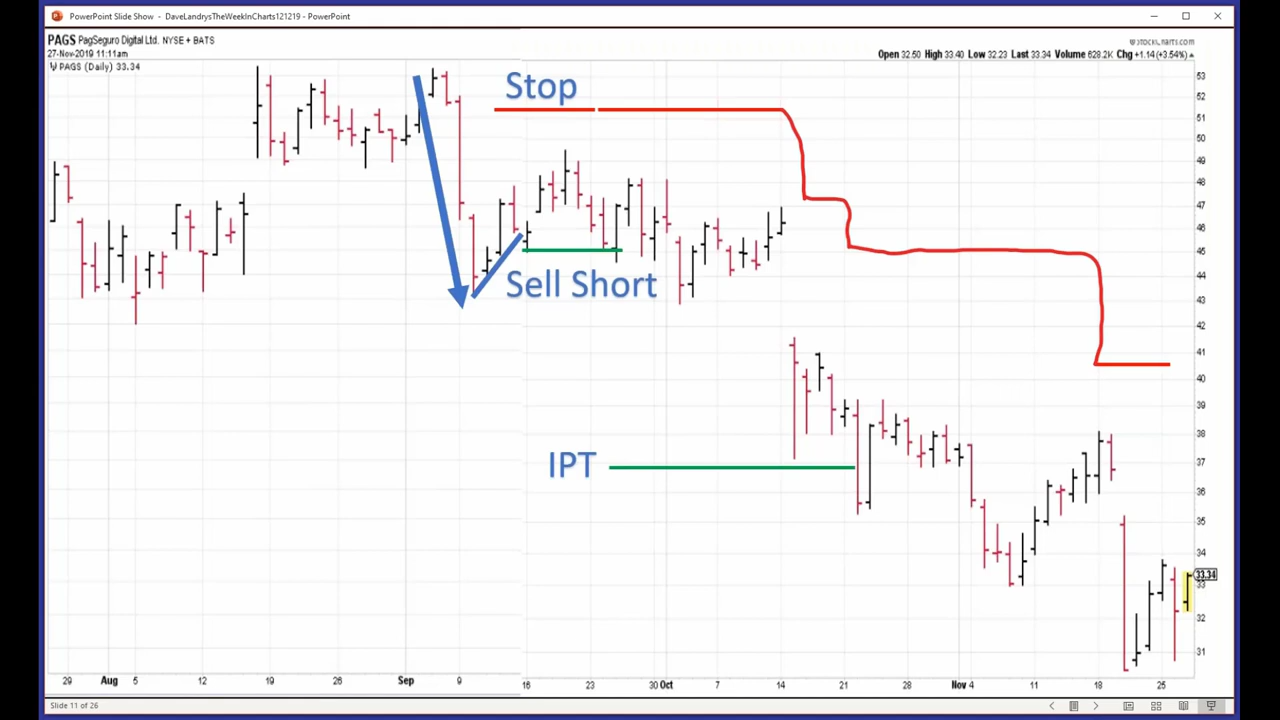 PowerPoint Slide Show - DaveLandrysTheWeekInCharts121219 - PowerPoint
PAGS PagSeguro Digital Ltd. NYSE + BATS
© StockCharts.com
27-Nov-2019 11:11am
Open 32.50 High 33.40 Low 32.23 Last 33.34 Volume 629.2K Chg +1.14 (+3.54%)
PAGS (Daily) 33.34
Stop
Sell Short
IPT
53
52
51
50
49
48
47
46
45
44
43
42
41
40
39
38
37
36
35
34
33.34
33
32
31
29 Aug 5 12 19 26 Sep 9 16 23 30 Oct 7 14 21 28 Nov 4 11 18 25
Slide 11 of 26